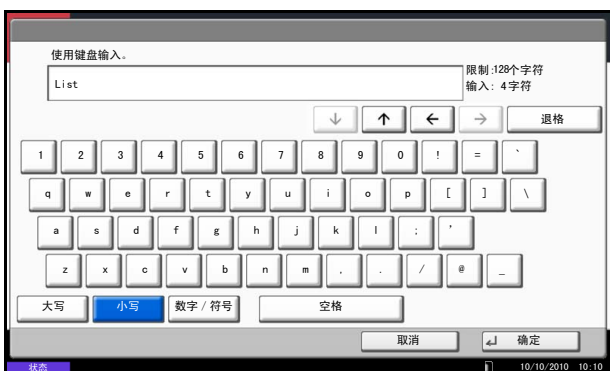 使用键盘输入。
List
限制:128个字符
输入: 4字符
退格
1 2 3 4 5 6 7 8 9 0 ! = `
q w e r t y u i o p [ ] \
a s d f g h j k l ; '
z x c v b n m , . / @ _
大写 小写 数字 / 符号 空格
取消 确定
状态 10/10/2010 10:10